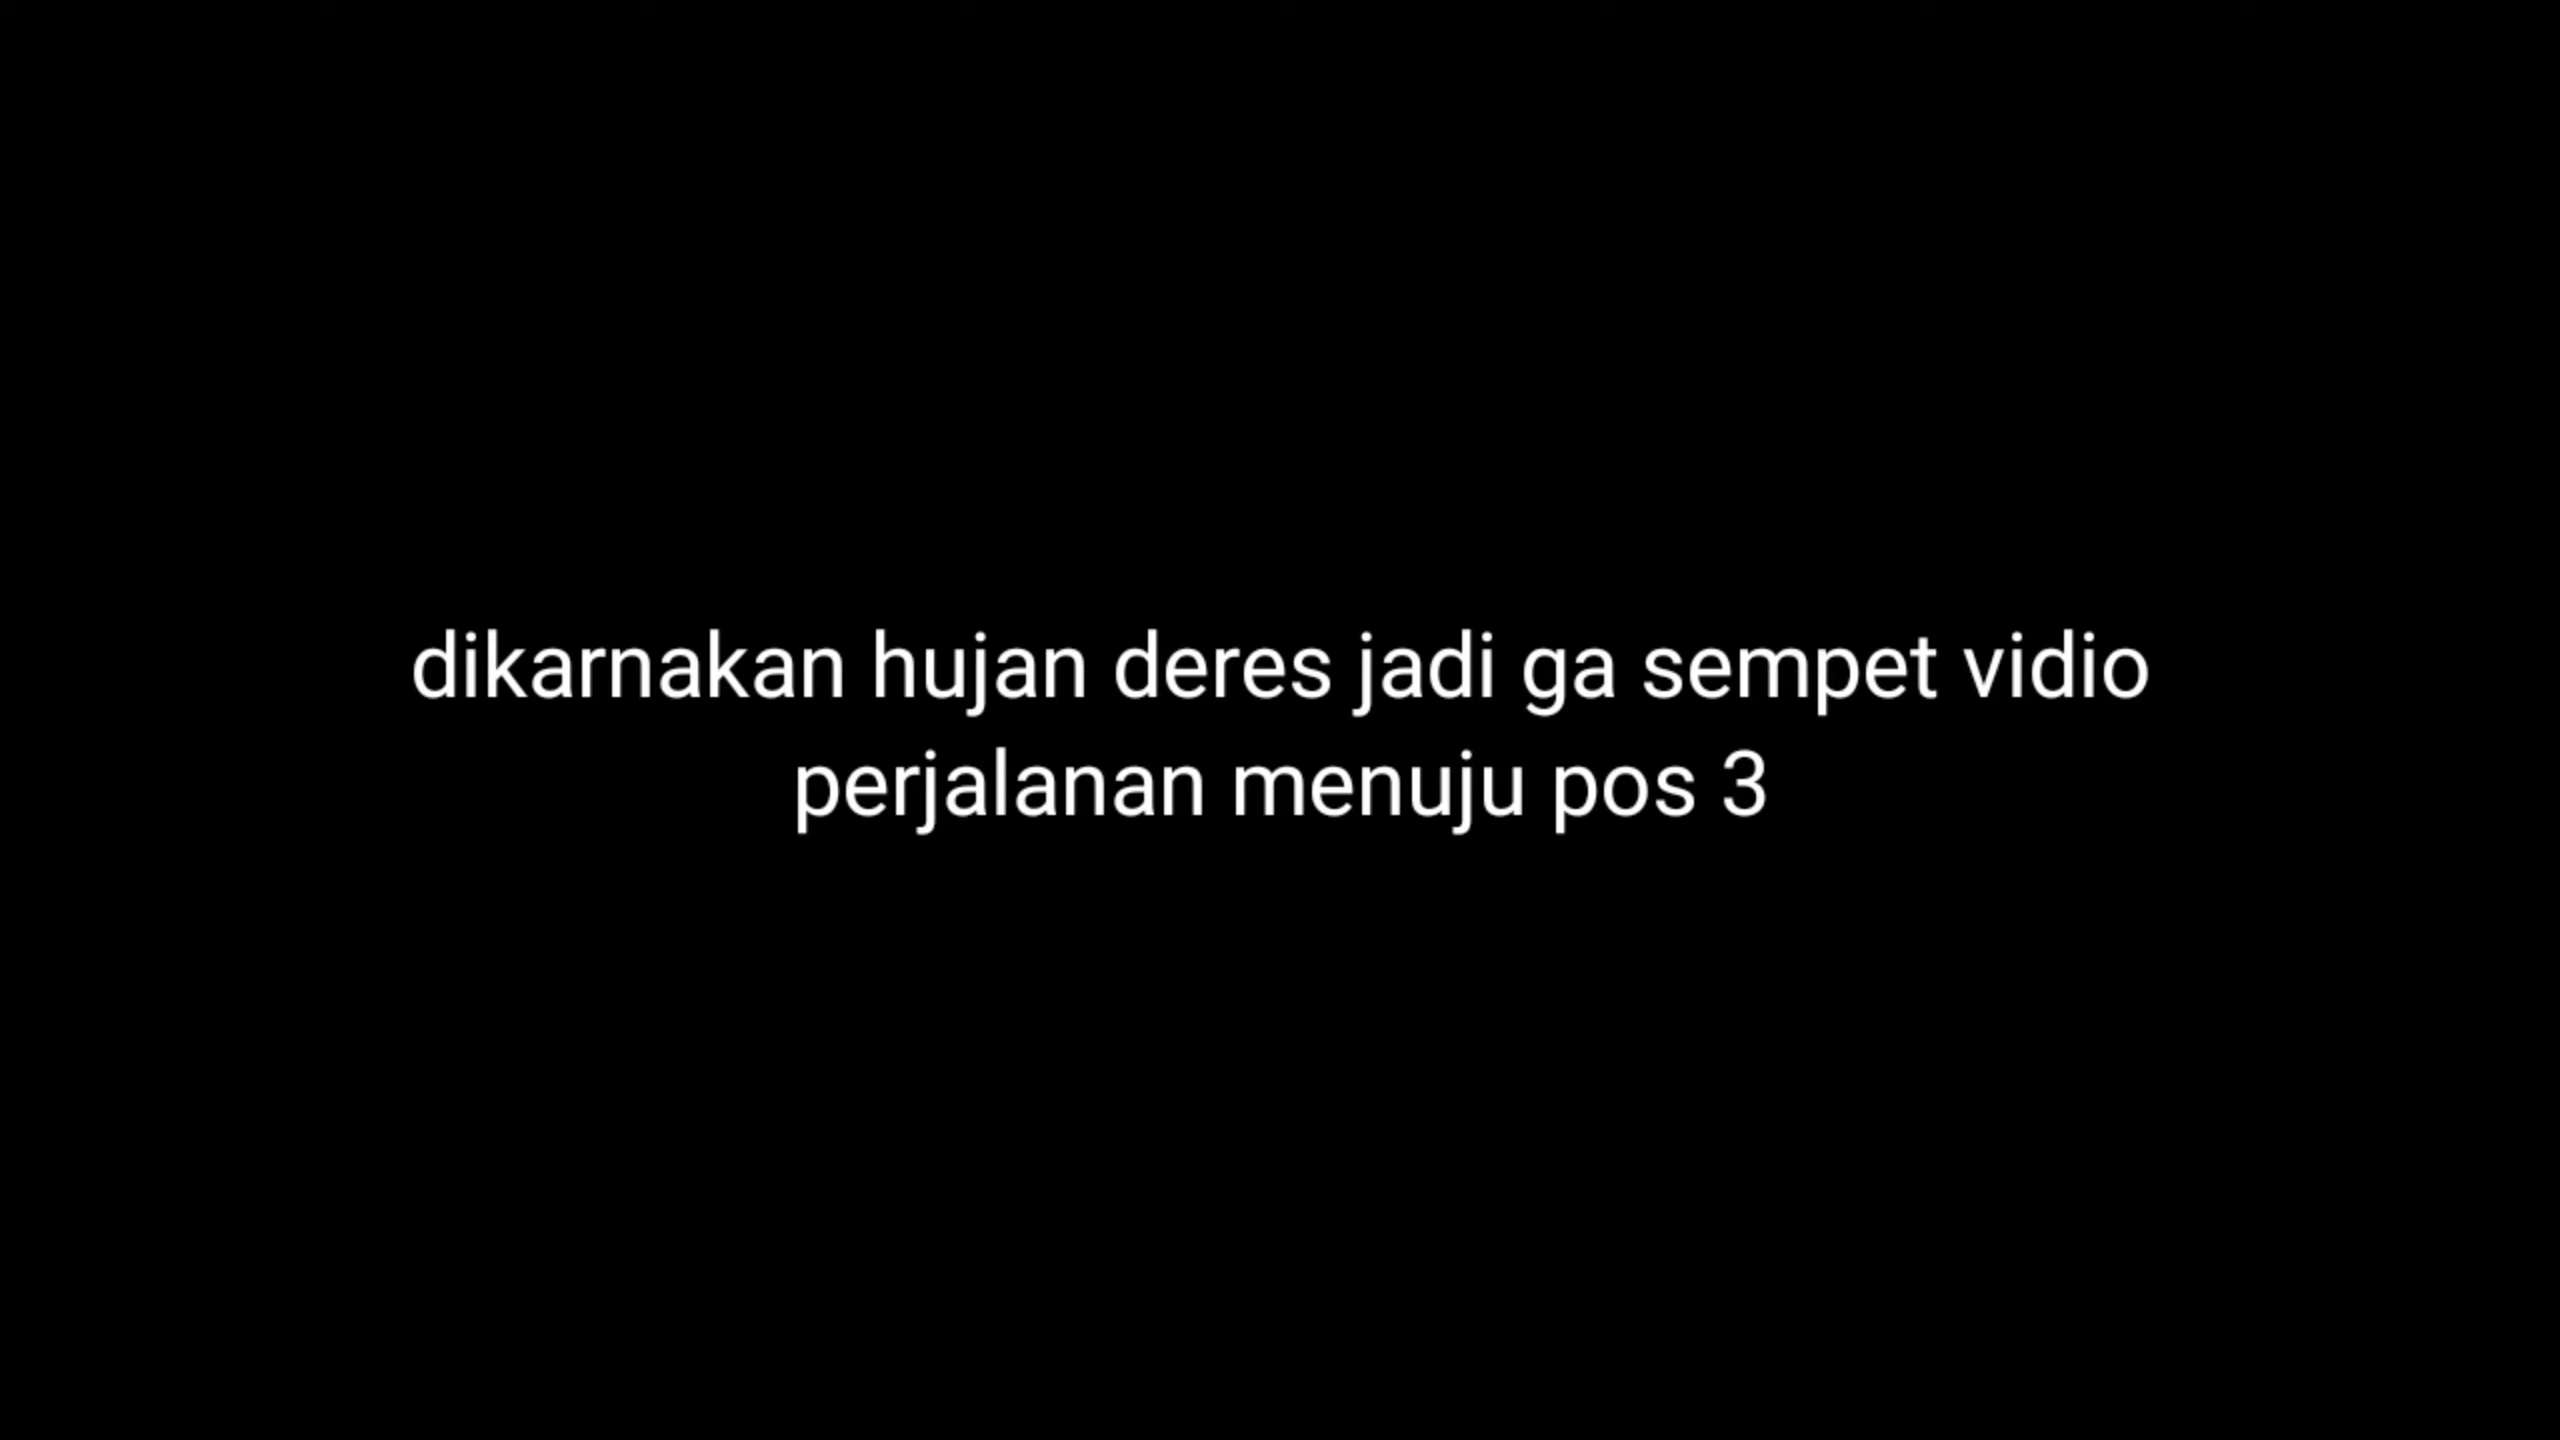 dikarnakan hujan deres jadi ga sempet vidio
perjalanan menuju pos 3